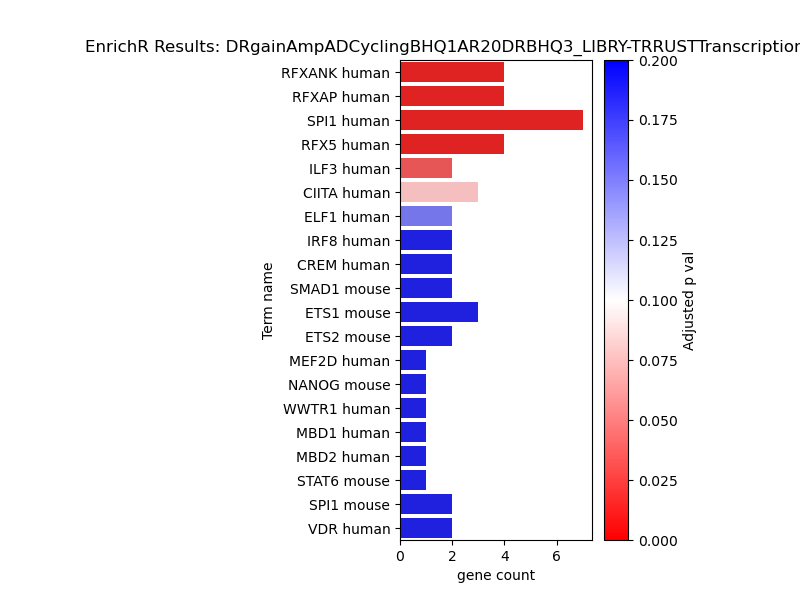 EnrichR Results: DRgainAmpADCyclingBHQ1AR20DRBHQ3_LIBRY-TRRUSTTranscription
RFXANK human
RFXAP human
SPI1 human
RFX5 human
ILF3 human
CIITA human
ELF1 human
IRF8 human
CREM human
SMAD1 mouse
ETS1 mouse
ETS2 mouse
MEF2D human
NANOG mouse
WWTR1 human
MBD1 human
MBD2 human
STAT6 mouse
SPI1 mouse
VDR human
Term name
0 2 4 6
gene count
0.200
0.175
0.150
0.125
0.100
0.075
0.050
0.025
0.000
Adjusted p val